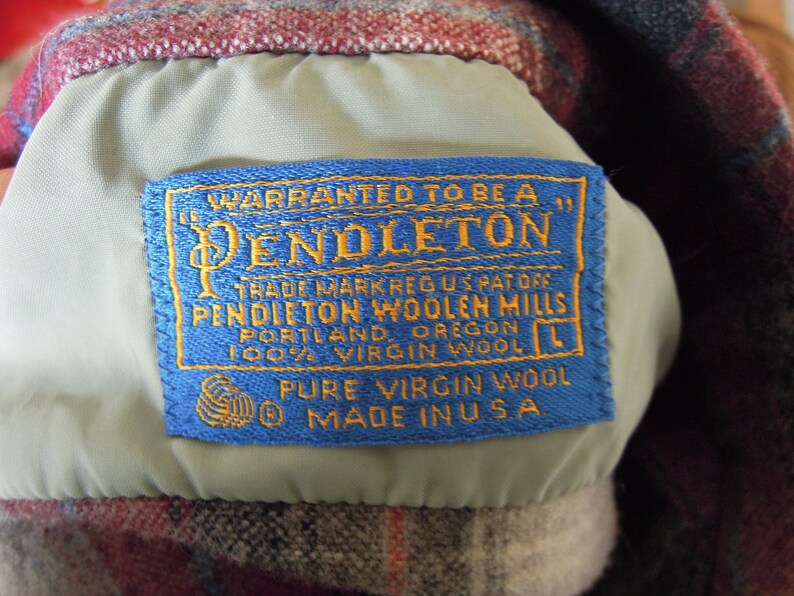 WARRANTED TO BE A
"PENDLETON"
TRADE MARK REG U S PAT. OFF
PENDLETON WOOLEN MILLS
PORTLAND, OREGON
100% VIRGIN WOOL L
® PURE VIRGIN WOOL
MADE IN U.S.A.